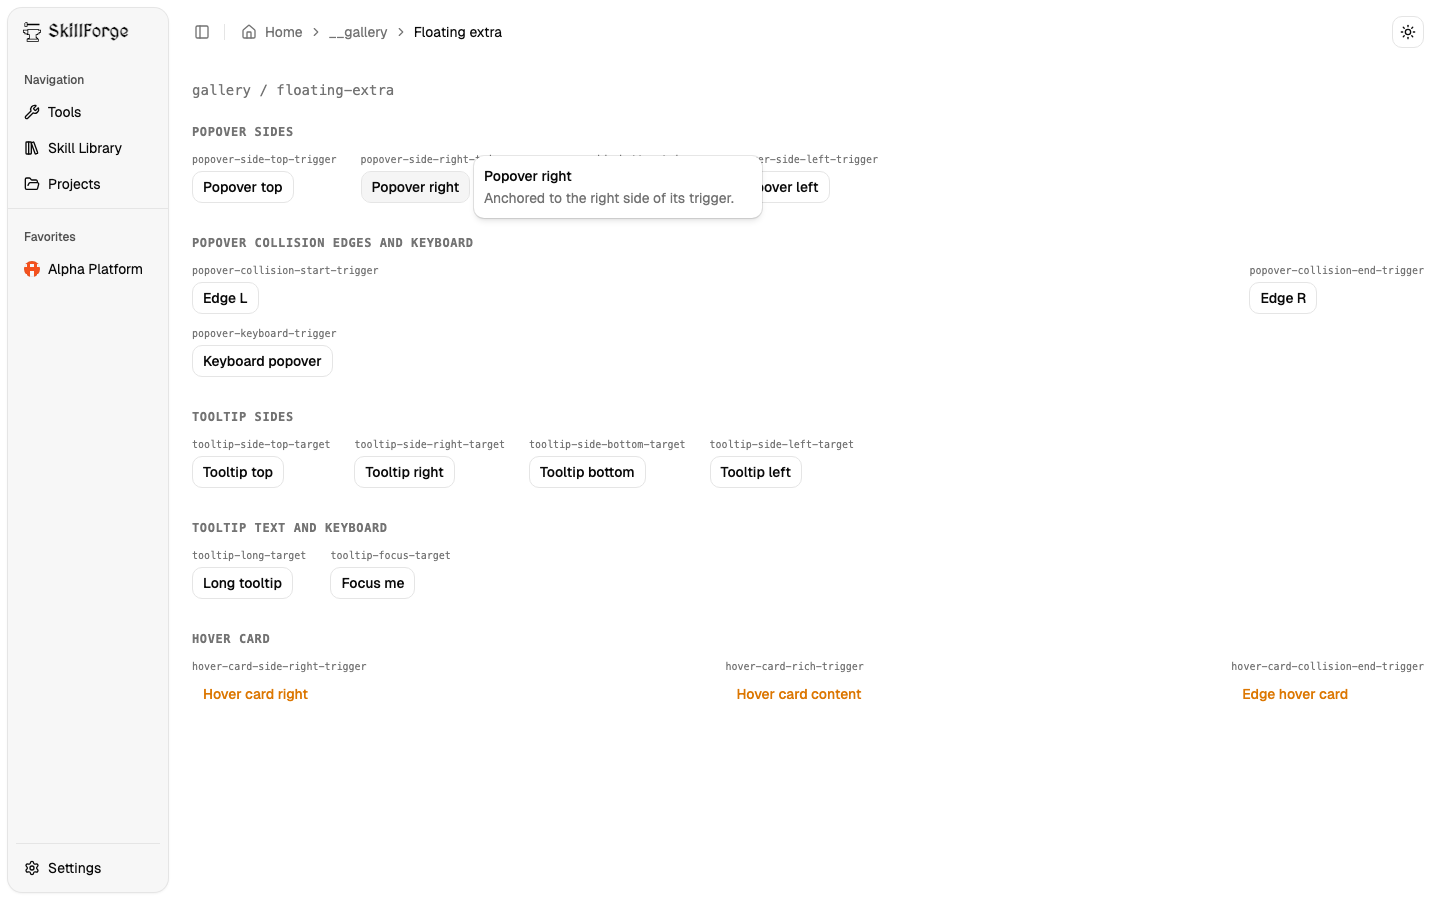 SkillForge
Home > __gallery > Floating extra
Navigation
Tools
Skill Library
Projects
Favorites
Alpha Platform
Settings
gallery / floating-extra
POPOVER SIDES
popover-side-top-trigger
Popover top
Popover right
Popover right
Anchored to the right side of its trigger.
over left
POPOVER COLLISION EDGES AND KEYBOARD
popover-collision-start-trigger popover-collision-end-trigger
Edge L Edge R
popover-keyboard-trigger
Keyboard popover
TOOLTIP SIDES
tooltip-side-top-target tooltip-side-right-target tooltip-side-bottom-target tooltip-side-left-target
Tooltip top Tooltip right Tooltip bottom Tooltip left
TOOLTIP TEXT AND KEYBOARD
tooltip-long-target tooltip-focus-target
Long tooltip Focus me
HOVER CARD
hover-card-side-right-trigger hover-card-rich-trigger hover-card-collision-end-trigger
Hover card right Hover card content Edge hover card